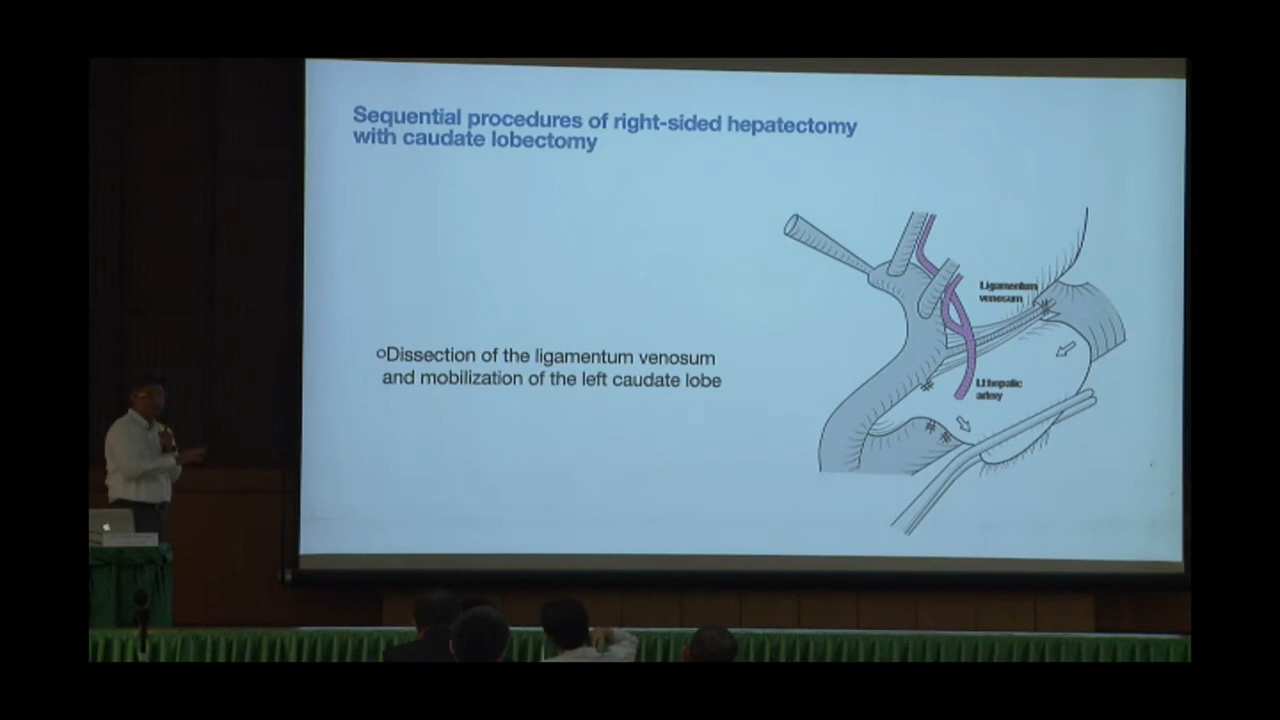 Sequential procedures of right-sided hepatectomy
with caudate lobectomy
Ligamentum
venosum
oDissection of the ligamentum venosum
and mobilization of the left caudate lobe
Lt hepatic
artery